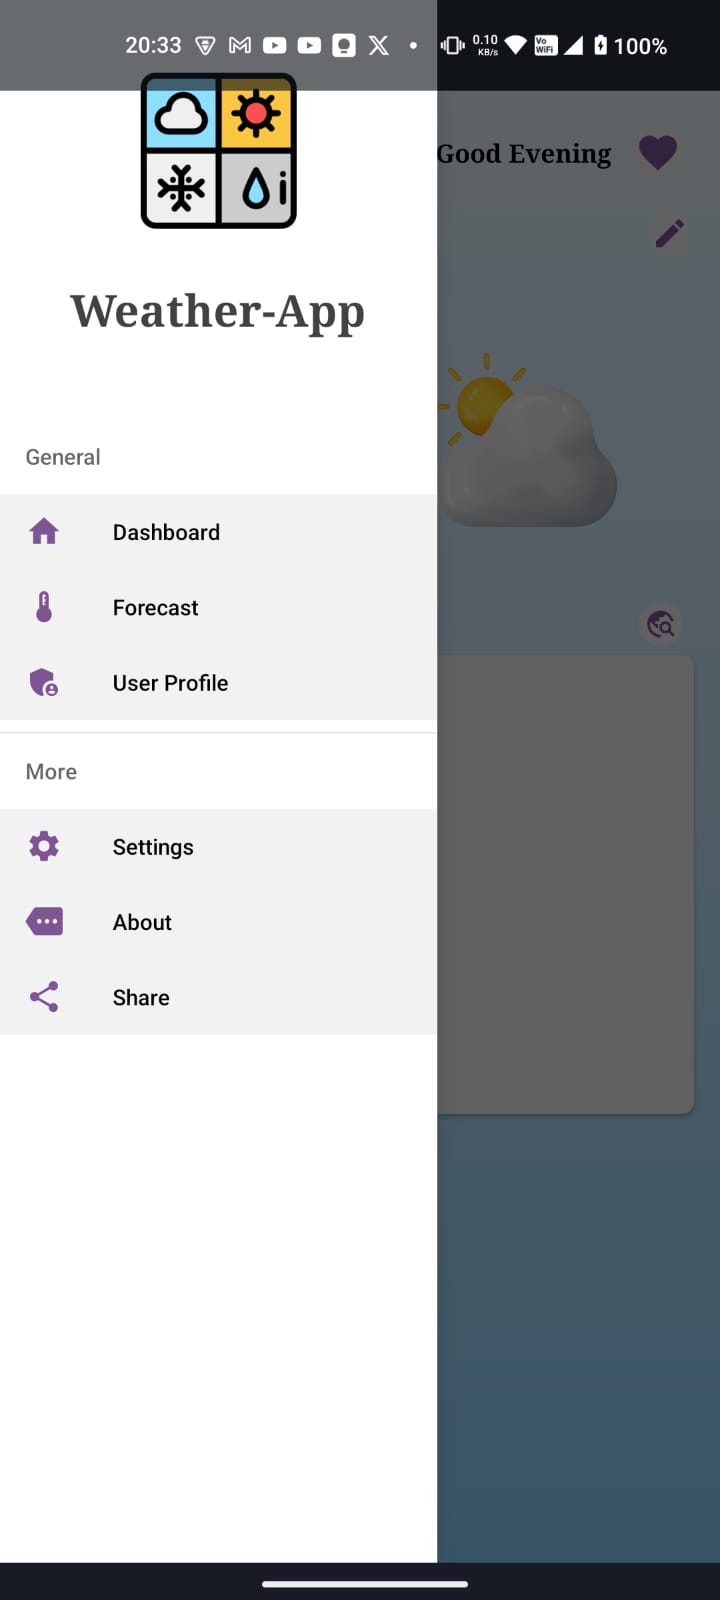 20:33 0.10 KB/s Vo WiFi 100%
Good Evening
Weather-App
General
Dashboard
Forecast
User Profile
More
Settings
About
Share